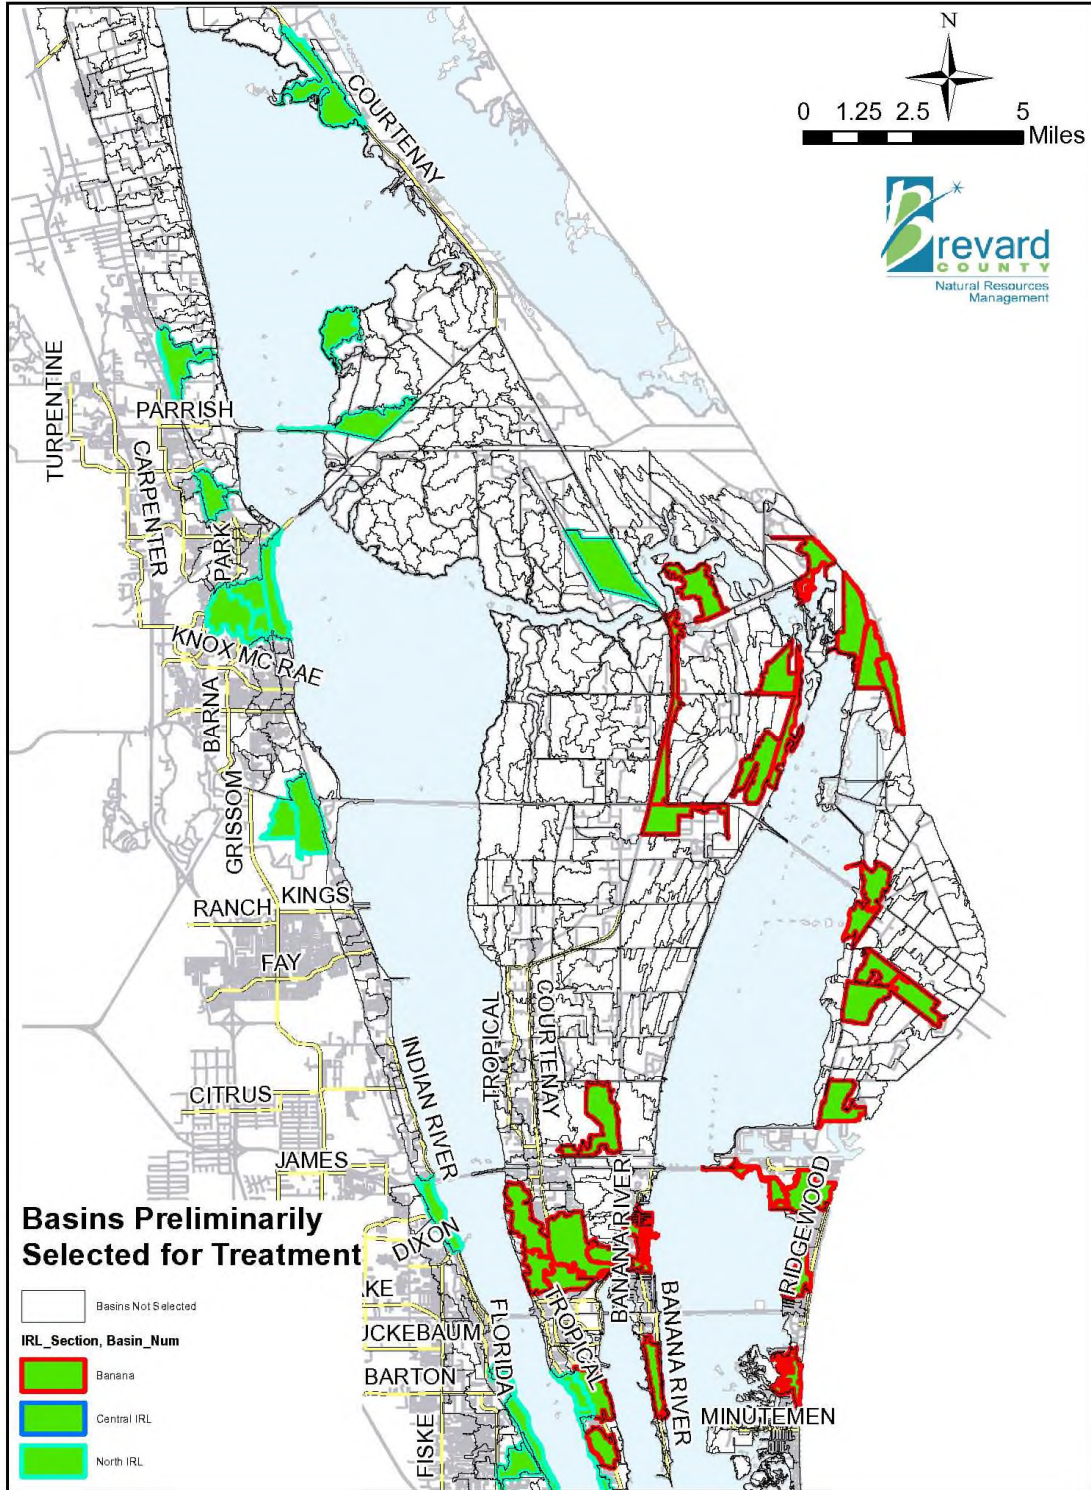 N
0 1.25 2.5 5
Miles
Brevard
COUNTY
Natural Resources
Management
COURTENAY
TURPENTINE
PARRISH
CARPENTER
PARK
KNOX MC RAE
BARNA
GRISSOM
KINGS
RANCH
FAY
TROPICAL
COURTENAY
INDIAN RIVER
CITRUS
JAMES
BANANA RIVER
RIDGEWOOD
DIXON
Basins Preliminarily
Selected for Treatment
Basins Not Selected
IRL_Section, Basin_Num
Banana
Central IRL
North IRL
KE
UCKEBAUM
BARTON
FLORIDA
TROPICAL
BANANA RIVER
MINUTEMEN
FISKE